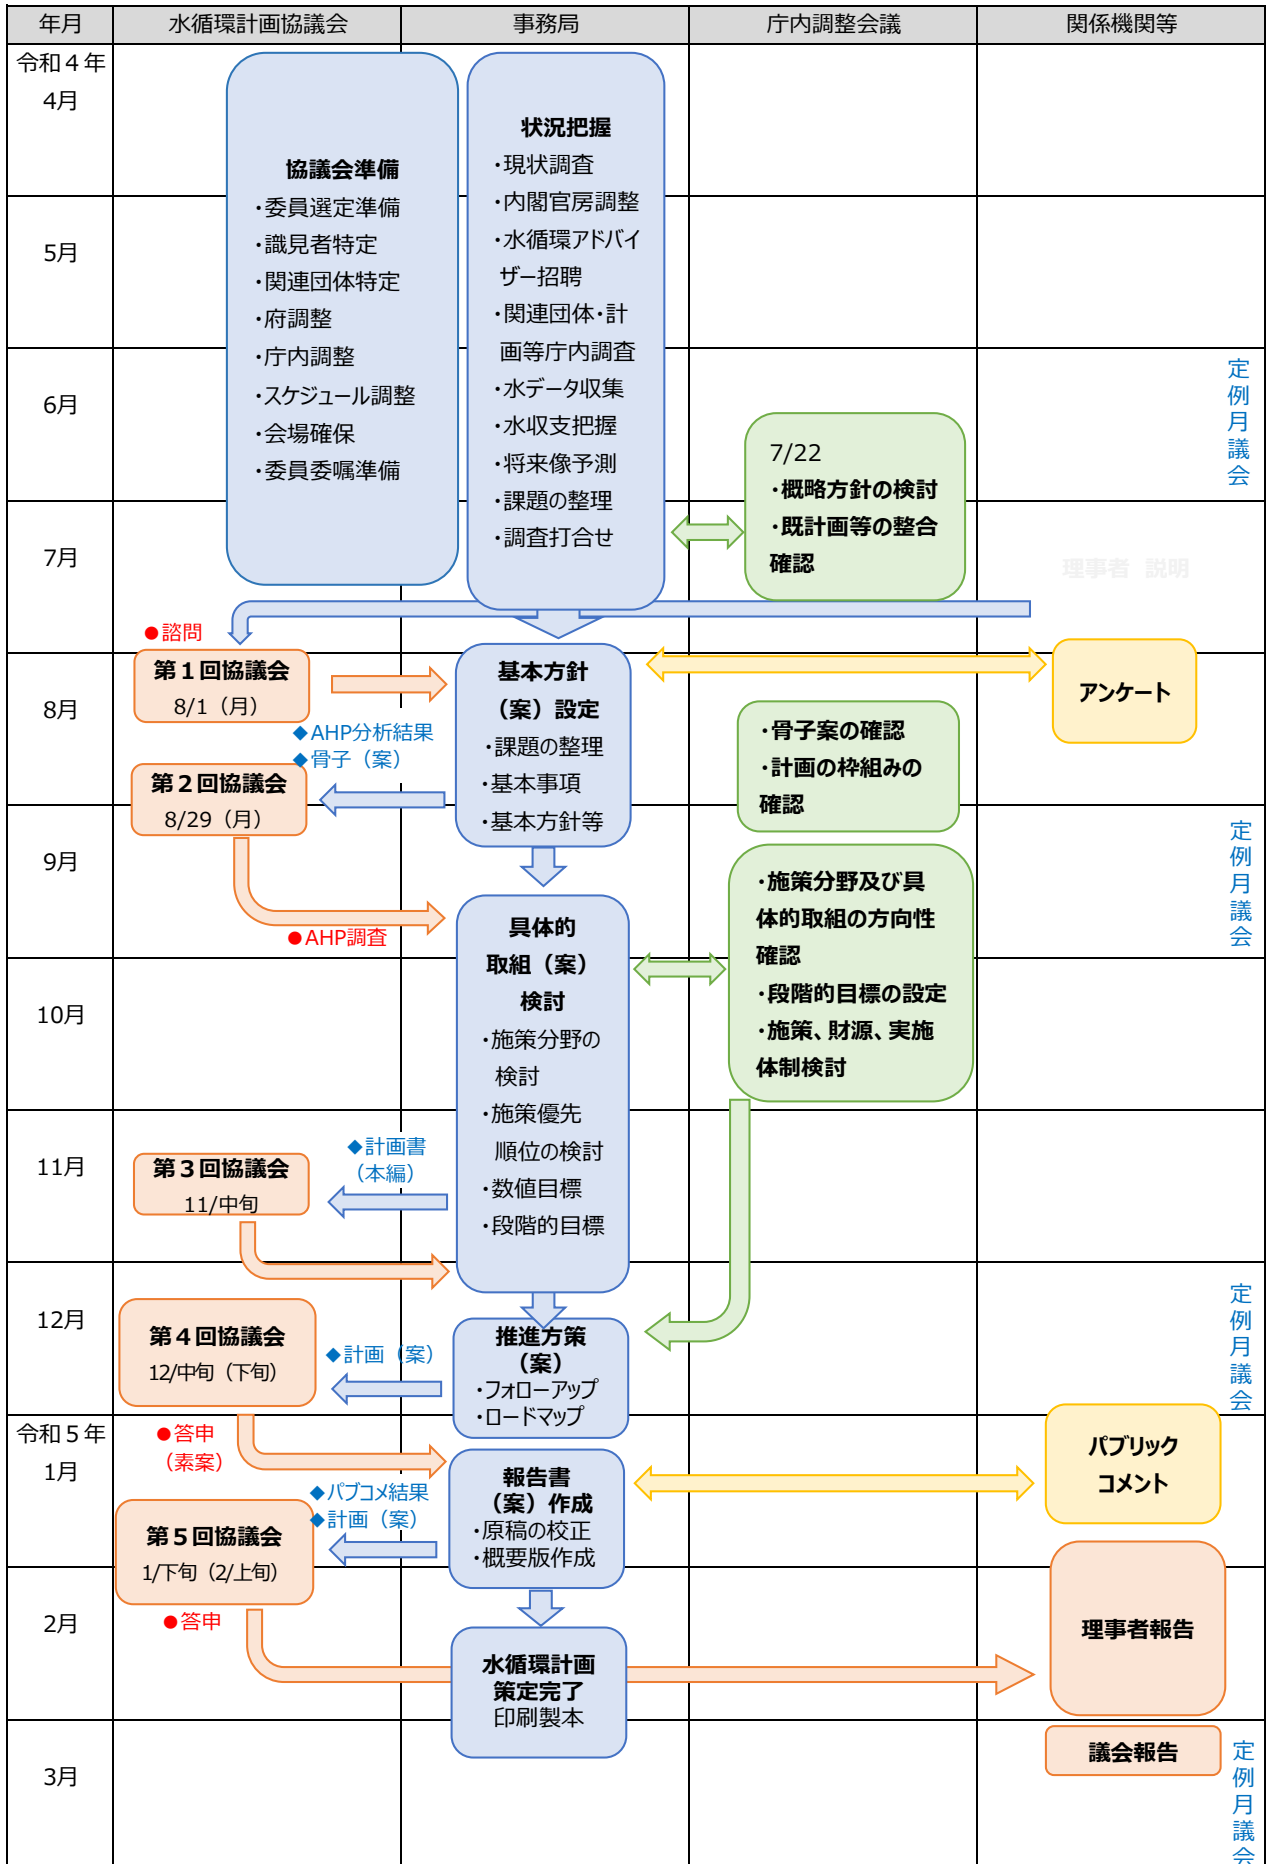 年月
水循環計画協議会
事務局
庁内調整会議
関係機関等
令和４年
4月
5月
6月
7月
8月
9月
10月
11月
12月
令和５年
1月
2月
3月
協議会準備
・委員選定準備
・識見者特定
・関連団体特定
・府調整
・庁内調整
・スケジュール調整
・会場確保
・委員委嘱準備
状況把握
・現状調査
・内閣官房調整
・水循環アドバイ
ザー招聘
・関連団体・計
画等庁内調査
・水データ収集
・水収支把握
・将来像予測
・課題の整理
・調査打合せ
7/22
・概略方針の検討
・既計画等の整合
確認
定例月議会
理事者　説明
●諮問
第１回協議会
8/1（月）
基本方針
（案）設定
・課題の整理
・基本事項
・基本方針等
アンケート
◆AHP分析結果
◆骨子（案）
第２回協議会
8/29（月）
・骨子案の確認
・計画の枠組みの
確認
定例月議会
●AHP調査
具体的
取組（案）
検討
・施策分野の
検討
・施策優先
順位の検討
・数値目標
・段階的目標
・施策分野及び具
体的取組の方向性
確認
・段階的目標の設定
・施策、財源、実施
体制検討
◆計画書
（本編）
第３回協議会
11/中旬
第４回協議会
12/中旬（下旬）
◆計画（案）
推進方策
（案）
・フォローアップ
・ロードマップ
定例月議会
●答申
（素案）
報告書
（案）作成
・原稿の校正
・概要版作成
パブリック
コメント
◆パブコメ結果
◆計画（案）
第５回協議会
1/下旬（2/上旬）
●答申
水循環計画
策定完了
印刷製本
理事者報告
議会報告
定例月議会